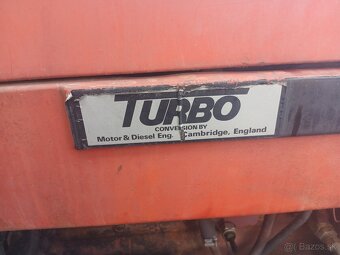 TURBO
CONVERSION BY
Motor & Diesel Eng. Cambridge, England
Bazos.sk